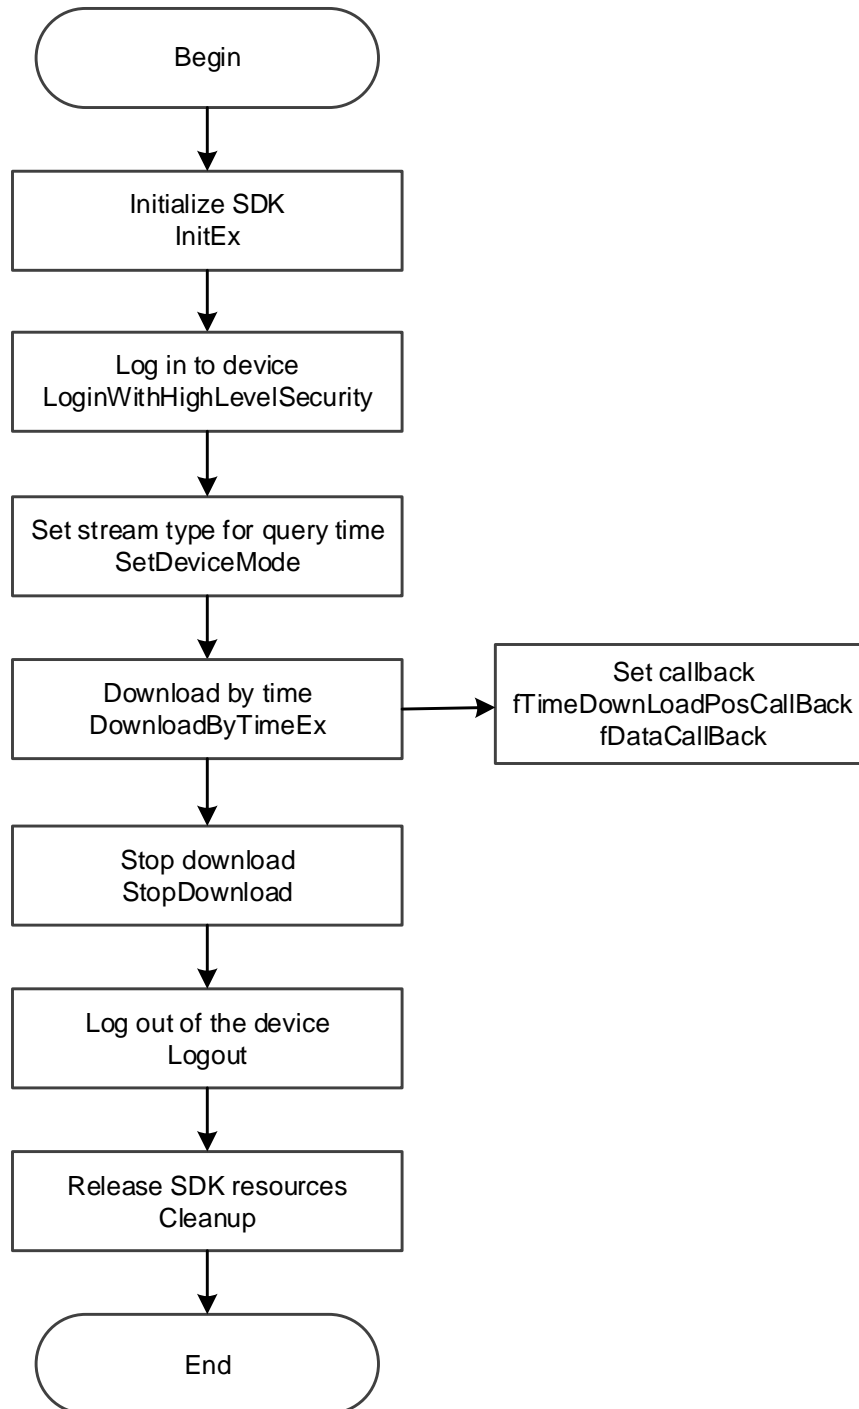 Begin
Initialize SDK
InitEx
Log in to device
LoginWithHighLevelSecurity
Set stream type for query time
SetDeviceMode
Download by time
DownloadByTimeEx
Set callback
fTimeDownLoadPosCallBack
fDataCallBack
Stop download
StopDownload
Log out of the device
Logout
Release SDK resources
Cleanup
End